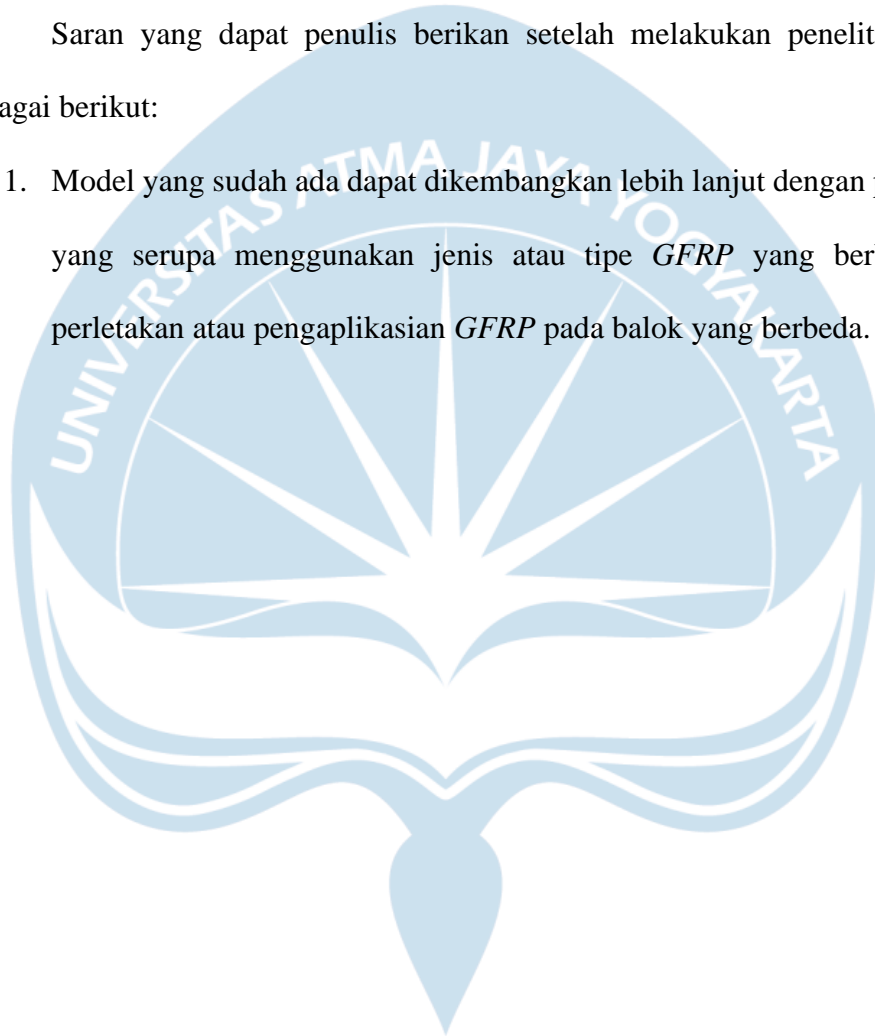 Saran yang dapat penulis berikan setelah melakukan penelit
agai berikut:
UNIVERSITAS ATMA JAYA YOGYAKARTA
1. Model yang sudah ada dapat dikembangkan lebih lanjut dengan
yang serupa menggunakan jenis atau tipe GFRP yang ber
perletakan atau pengaplikasian GFRP pada balok yang berbeda.